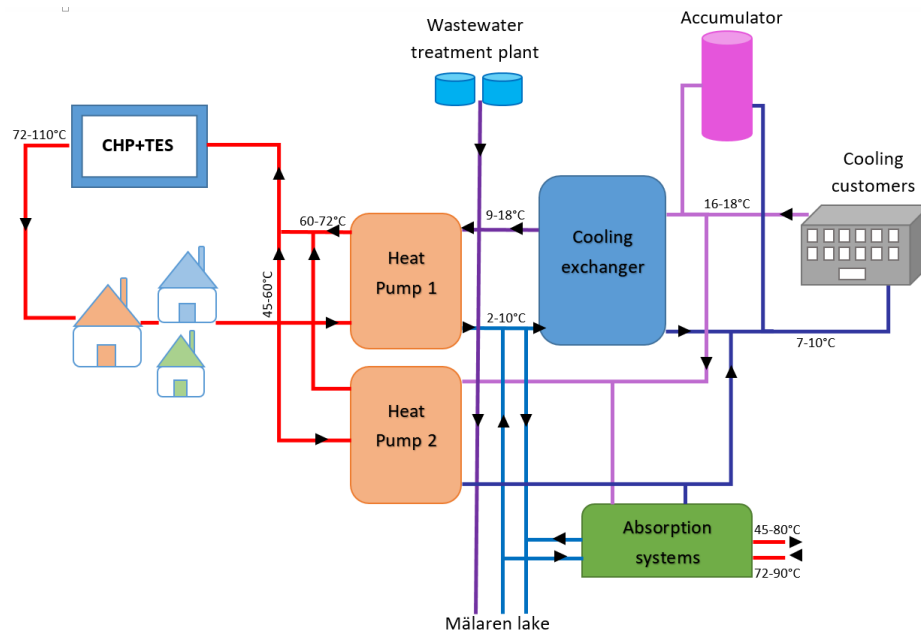 Wastewater
treatment plant
Accumulator
72-110°C
CHP+TES
Cooling
customers
16-18°C
60-72°C
9-18°C
Heat
Pump 1
Cooling
exchanger
45-60°C
2-10°C
7-10°C
Heat
Pump 2
Absorption
systems
45-80°C
72-90°C
Mälaren lake